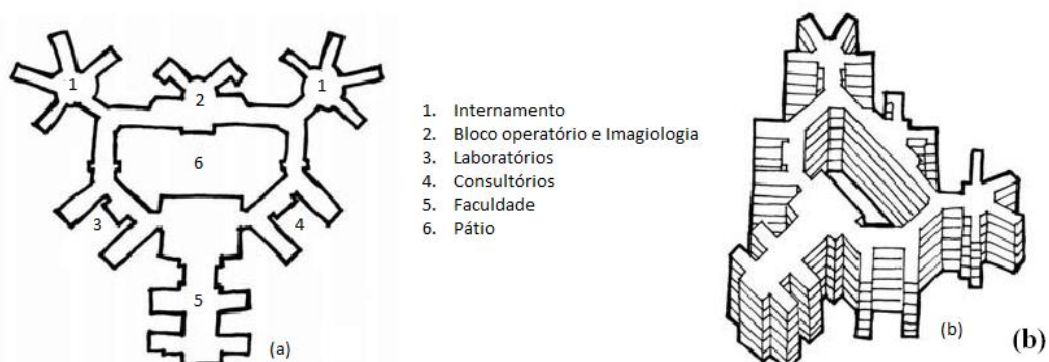 1
2
1
6
3
4
5
(a)
1. Internamento
2. Bloco operatório e Imagiologia
3. Laboratórios
4. Consultórios
5. Faculdade
6. Pátio
(b)
(b)